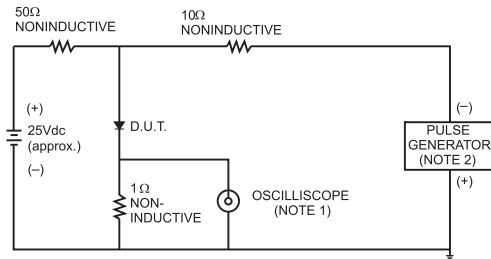 50Ω
NONINDUCTIVE
10Ω
NONINDUCTIVE
(+)
25Vdc
(approx.)
(–)
D.U.T.
1Ω
NON-
INDUCTIVE
OSCILLISCOPE
(NOTE 1)
(–)
PULSE
GENERATOR
(NOTE 2)
(+)